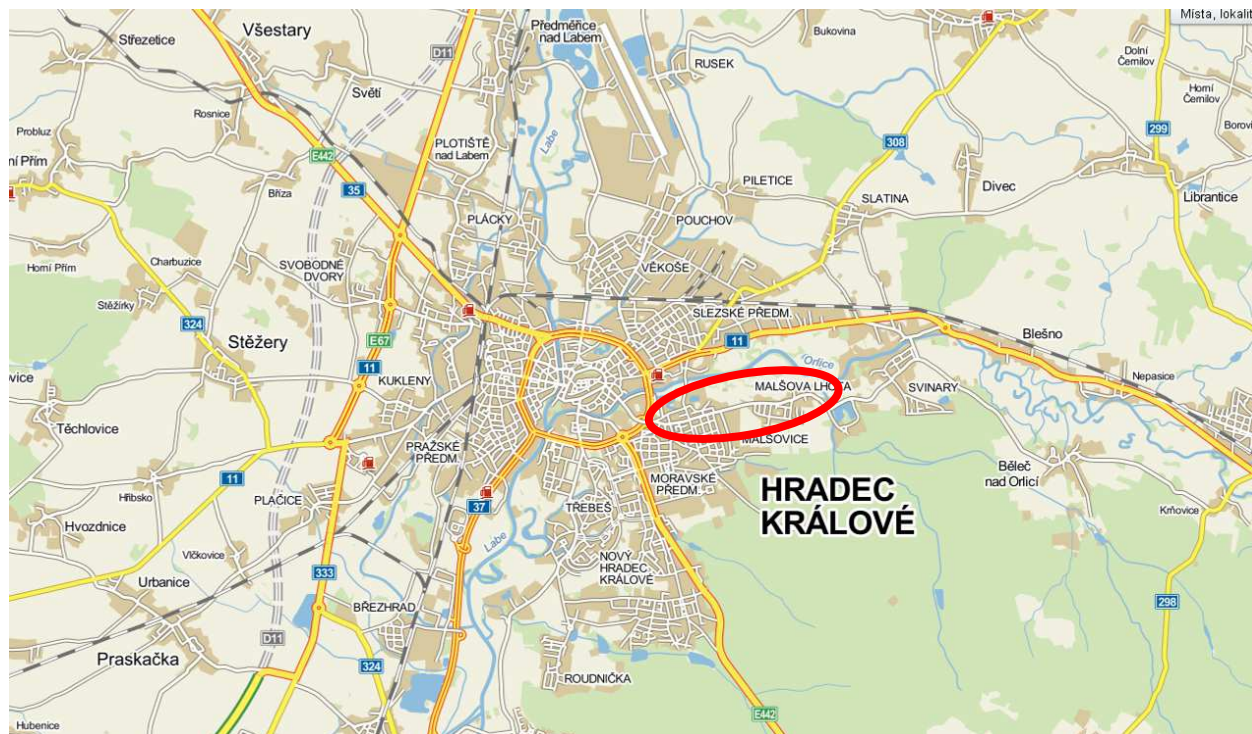 Místa, lokalit
Předměřice
nad Labem
Všestary
Bukovina
Střezetice
D11
Dolní
Černilov
RUSEK
Světí
Horní
Černilov
Rosnice
Labe
Probluz
299
Borovi
PLOTIŠTĚ
nad Labem
308
E442
ní Přím
35
PILETICE
Bříza
Divec
Librantice
SLATINA
PLÁCKY
POUCHOV
Charbuzice
SVOBODNÉ
DVORY
VĚKOŠE
Horní Přím
Stěžírky
SLEZSKÉ PŘEDM.
324
Stěžery
E67
11
Blešno
Orlice
11
vice
KUKLENY
MALŠOVA LHOTA
SVINARY
Nepasice
Těchlovice
MALŠOVICE
PRAŽSKÉ
PŘEDM.
Běleč
nad Orlicí
11
MORAVSKÉ
PŘEDM.
HRADEC
KRÁLOVÉ
Hřibsko
PLAČICE
37
TŘEBEŠ
Krňovice
Hvozdnice
Labe
Vlčkovice
NOVÝ
HRADEC
KRÁLOVÉ
333
Urbanice
298
BŘEZHRAD
D11
Praskačka
324
ROUDNIČKA
E442
Hubenice